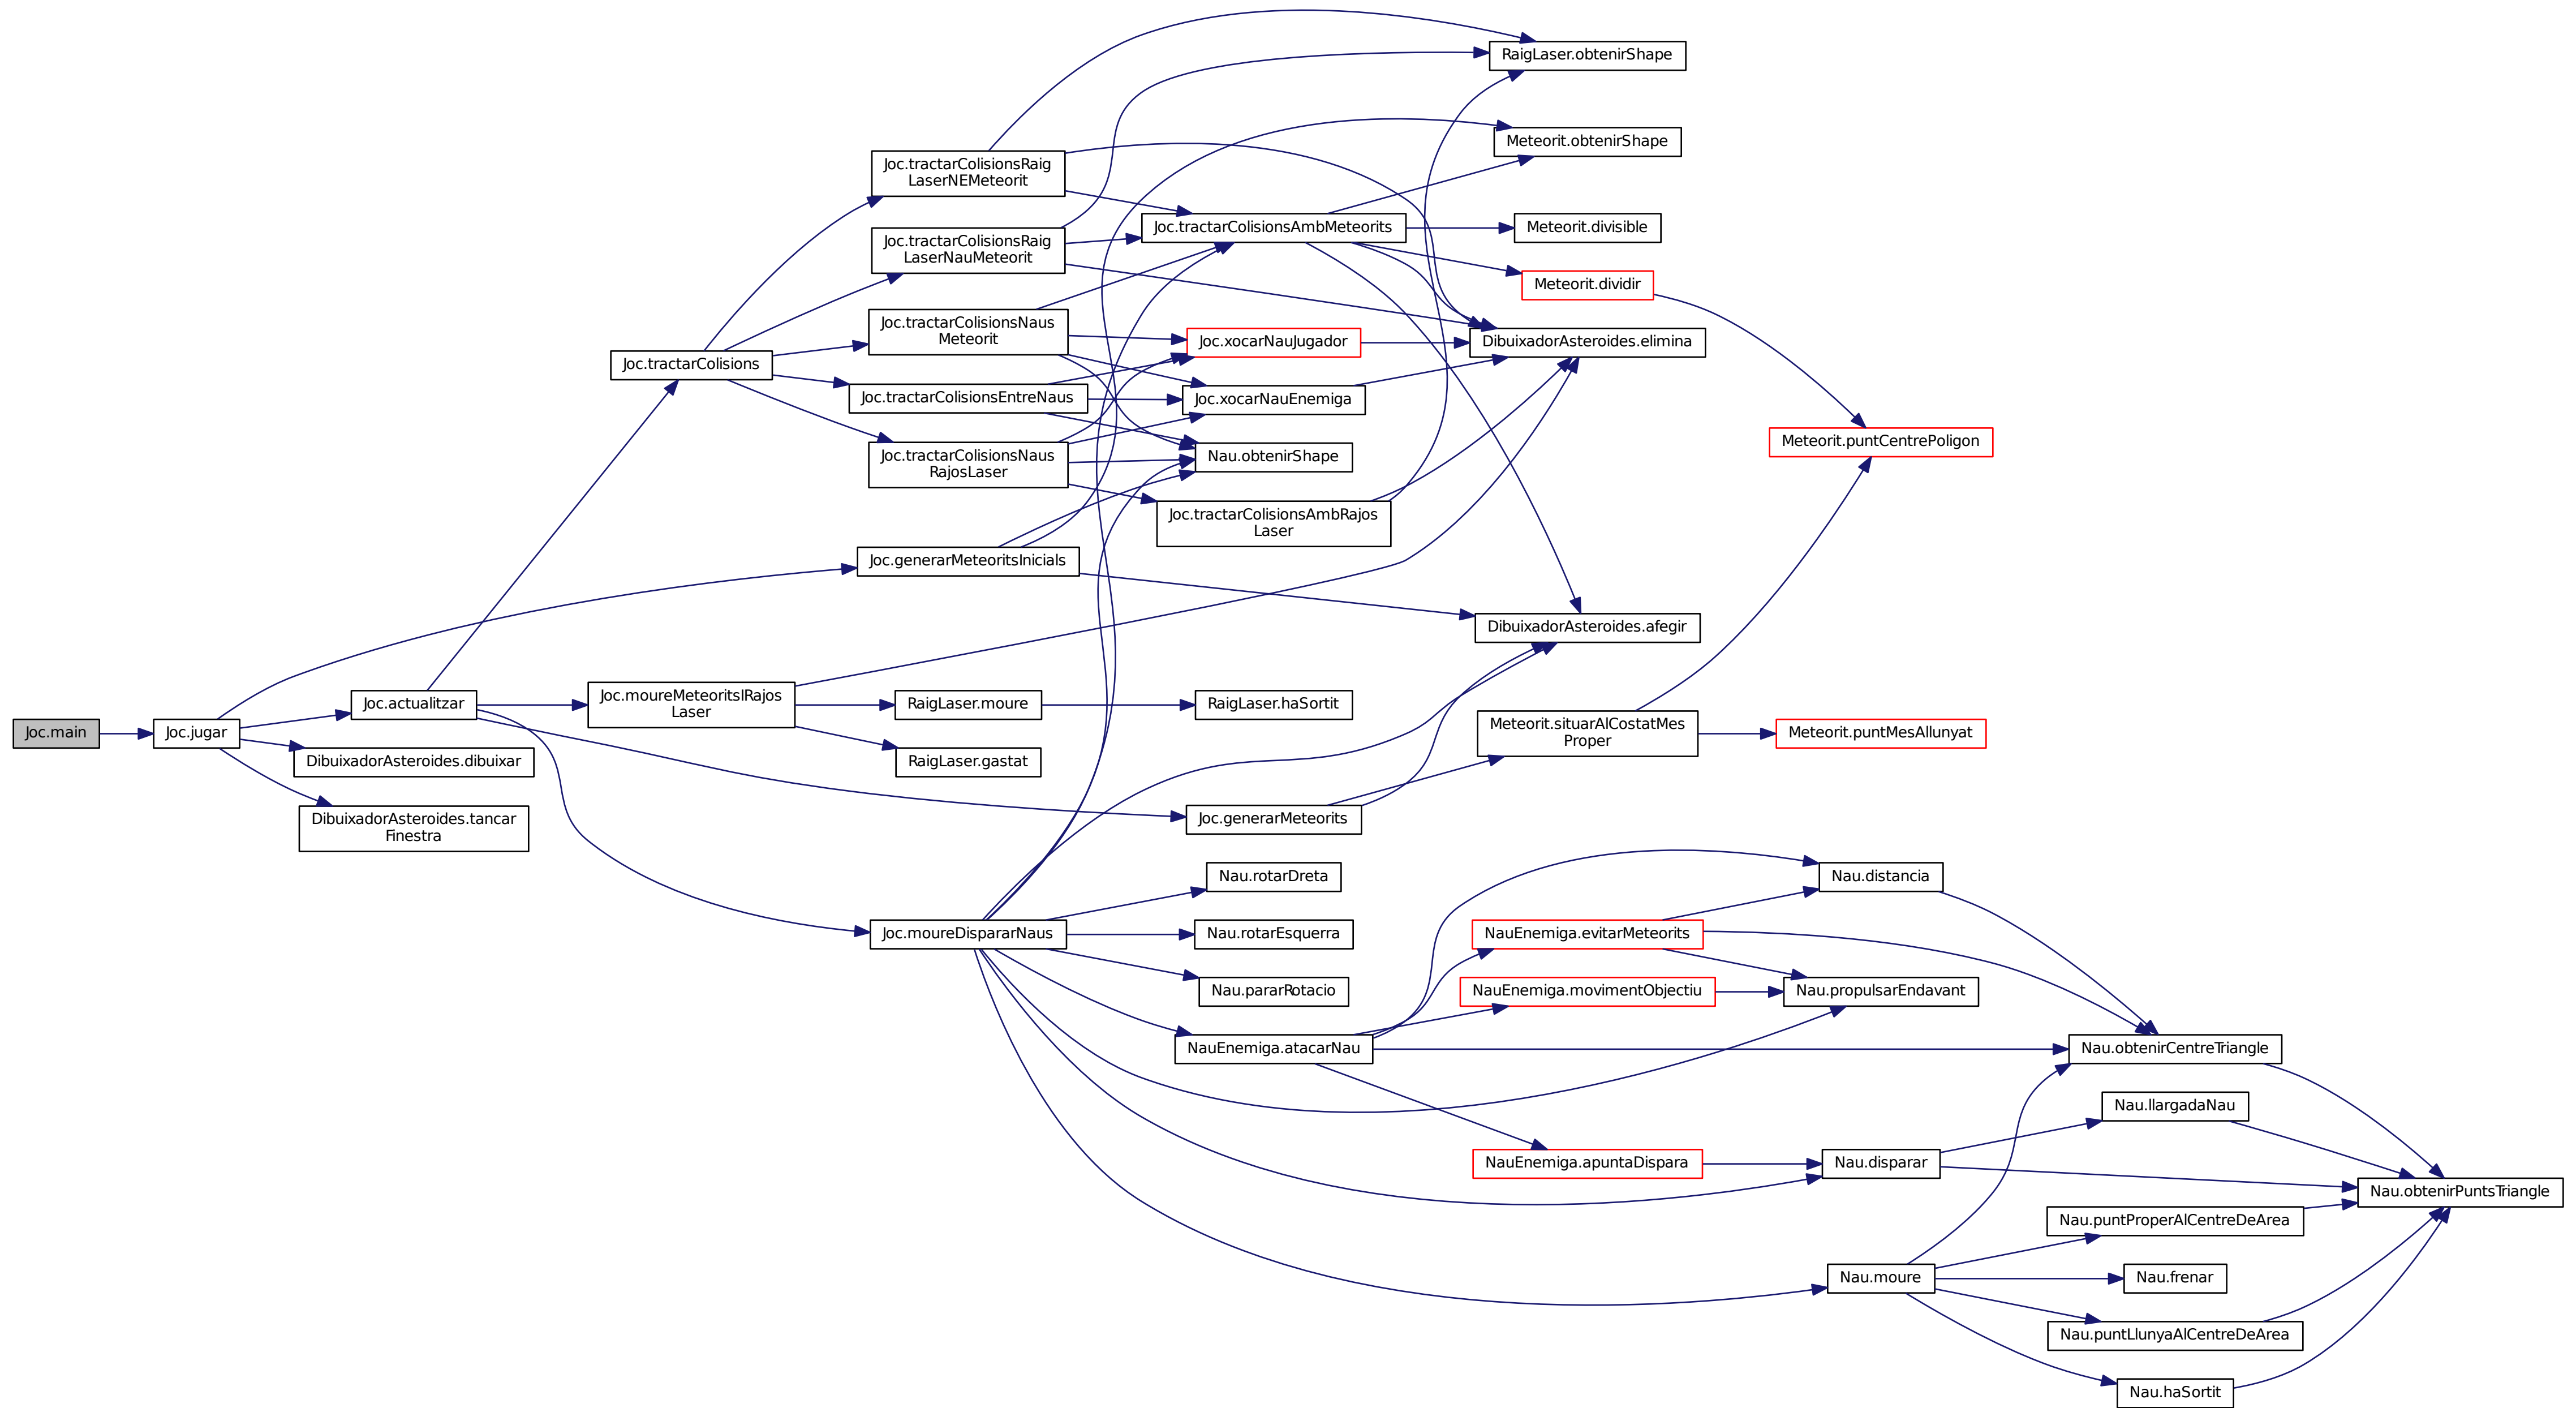 RaigLaser.obtenirShape
Meteorit.obtenirShape
Joc.tractarColisionsRaig
LaserNEMeteorit
Joc.tractarColisionsAmbMeteorits
Meteorit.divisible
Joc.tractarColisionsRaig
LaserNauMeteorit
Meteorit.dividir
Joc.tractarColisionsNaus
Meteorit
Joc.xocarNauJugador
DibuixadorAsteroides.elimina
Joc.tractarColisions
Joc.tractarColisionsEntreNaus
Joc.xocarNauEnemiga
Meteorit.puntCentrePoligon
Joc.tractarColisionsNaus
RajosLaser
Nau.obtenirShape
Joc.tractarColisionsAmbRajos
Laser
Joc.generarMeteoritsInicials
DibuixadorAsteroides.afegir
Joc.main
Joc.jugar
Joc.actualitzar
Joc.moureMeteoritsIRajos
Laser
RaigLaser.moure
RaigLaser.haSortit
Meteorit.situarAlCostatMes
Proper
Meteorit.puntMesAllunyat
DibuixadorAsteroides.dibuixar
RaigLaser.gastat
DibuixadorAsteroides.tancar
Finestra
Joc.generarMeteorits
Nau.rotarDreta
Nau.distancia
Joc.moureDispararNaus
Nau.rotarEsquerra
NauEnemiga.evitarMeteorits
Nau.pararRotacio
NauEnemiga.movimentObjectiu
Nau.propulsarEndavant
NauEnemiga.atacarNau
Nau.obtenirCentreTriangle
Nau.llargadaNau
NauEnemiga.apuntaDispara
Nau.disparar
Nau.obtenirPuntsTriangle
Nau.puntProperAlCentreDeArea
Nau.moure
Nau.frenar
Nau.puntLlunyaAlCentreDeArea
Nau.haSortit